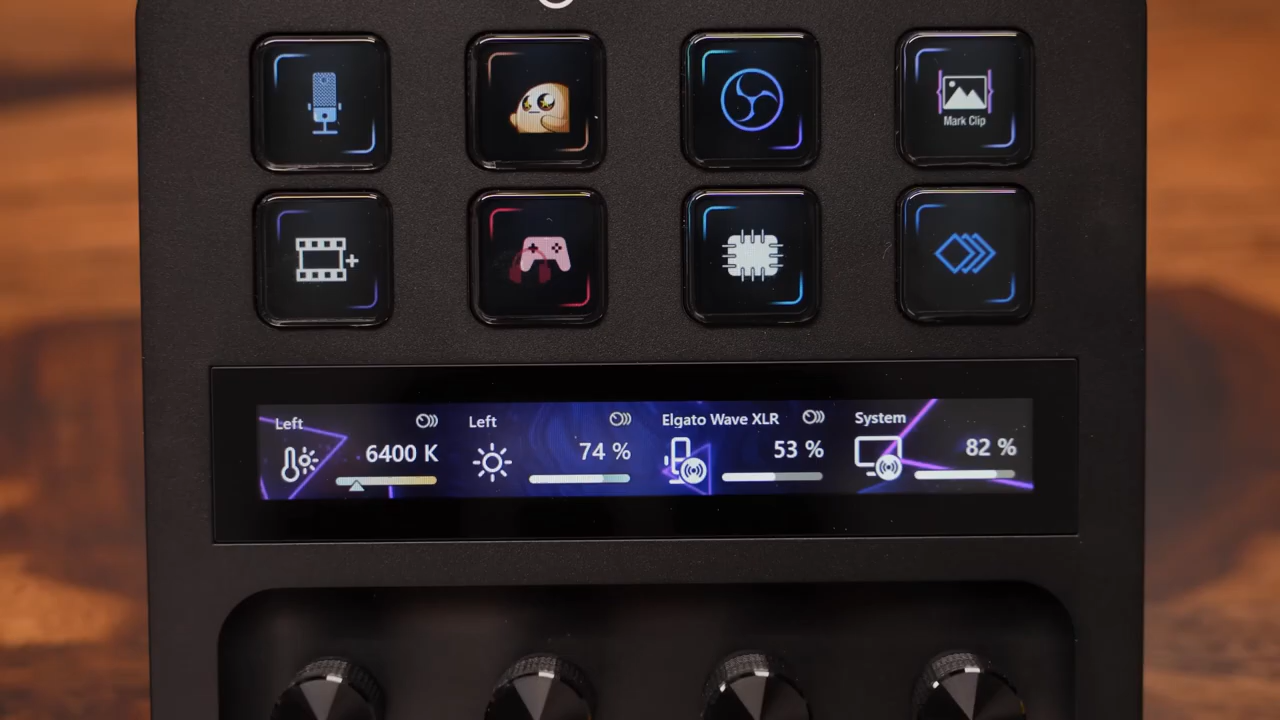 Mark Clip
Left
6400 K
Left
74 %
Elgato Wave XLR
53 %
System
82 %